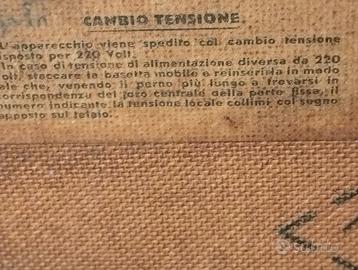 CAMBIO TENSIONE.
L'apparecchio viene spedito col cambio tensione
disposto per 220 Volt.
In caso di tensione di alimentazione diversa da 220
Volt, staccare la basetta mobile e reinserirla in modo
tale che, venendo il perno più lungo a trovarsi in
corrispondenza del foro centrale della parte fissa, il
numero indicante la tensione locale collimi col segno
apposto sul telaio.
Subito